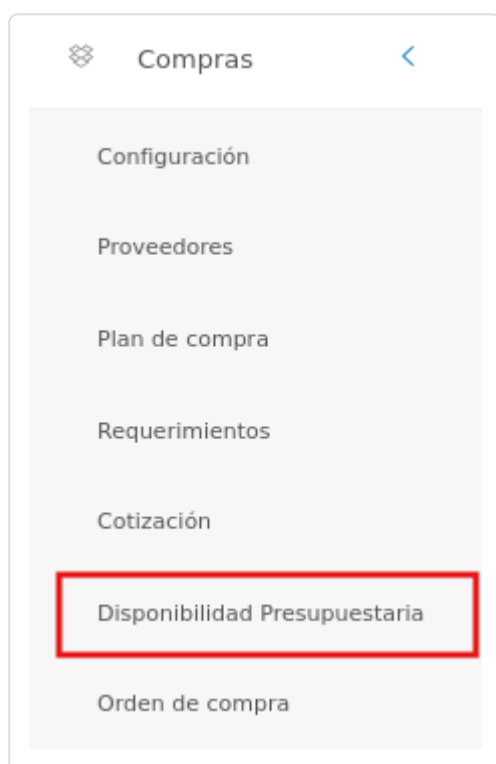 Compras
Configuración
Proveedores
Plan de compra
Requerimientos
Cotización
Disponibilidad Presupuestaria
Orden de compra